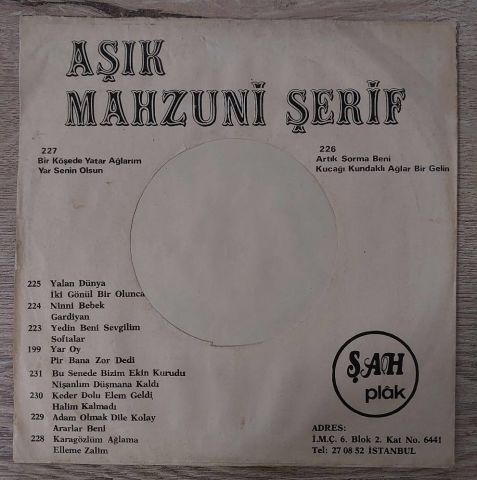 AŞIK
MAHZUNİ ŞERİF
227
Bir Köşede Yatar Ağlarım
Yar Senin Olsun
226
Artık Sorma Beni
Kucağı Kundaklı Ağlar Bir Gelin
225 Yalan Dünya
İki Gönül Bir Olunca
224 Ninni Bebek
Gardiyan
223 Yedin Beni Sevgilim
Softalar
199 Yar Oy
Pir Bana Zor Dedi
231 Bu Senede Bizim Ekin Kurudu
Nişanlım Düşmana Kaldı
230 Keder Dolu Elem Geldi
Halim Kalmadı
229 Adam Olmak Dile Kolay
Ararlar Beni
228 Karagözlüm Ağlama
Elleme Zalim
ŞAH
plâk
ADRES:
İ.M.Ç. 6. Blok 2. Kat No. 6441
Tel: 27 08 52 İSTANBUL